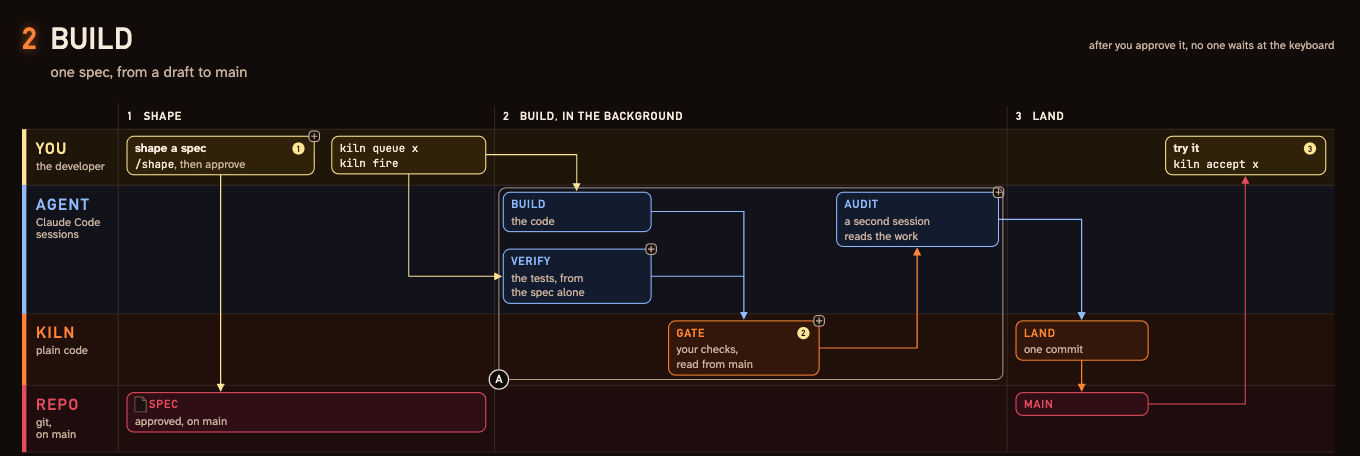 2 BUILD
one spec, from a draft to main
after you approve it, no one waits at the keyboard
1 SHAPE
2 BUILD, IN THE BACKGROUND
3 LAND
YOU
the developer
shape a spec
1
/shape, then approve
kiln queue x
kiln fire
try it
3
kiln accept x
AGENT
Claude Code
sessions
BUILD
the code
VERIFY
the tests, from
the spec alone
AUDIT
a second session
reads the work
KILN
plain code
GATE
2
your checks,
read from main
LAND
one commit
A
REPO
git,
on main
SPEC
approved, on main
MAIN